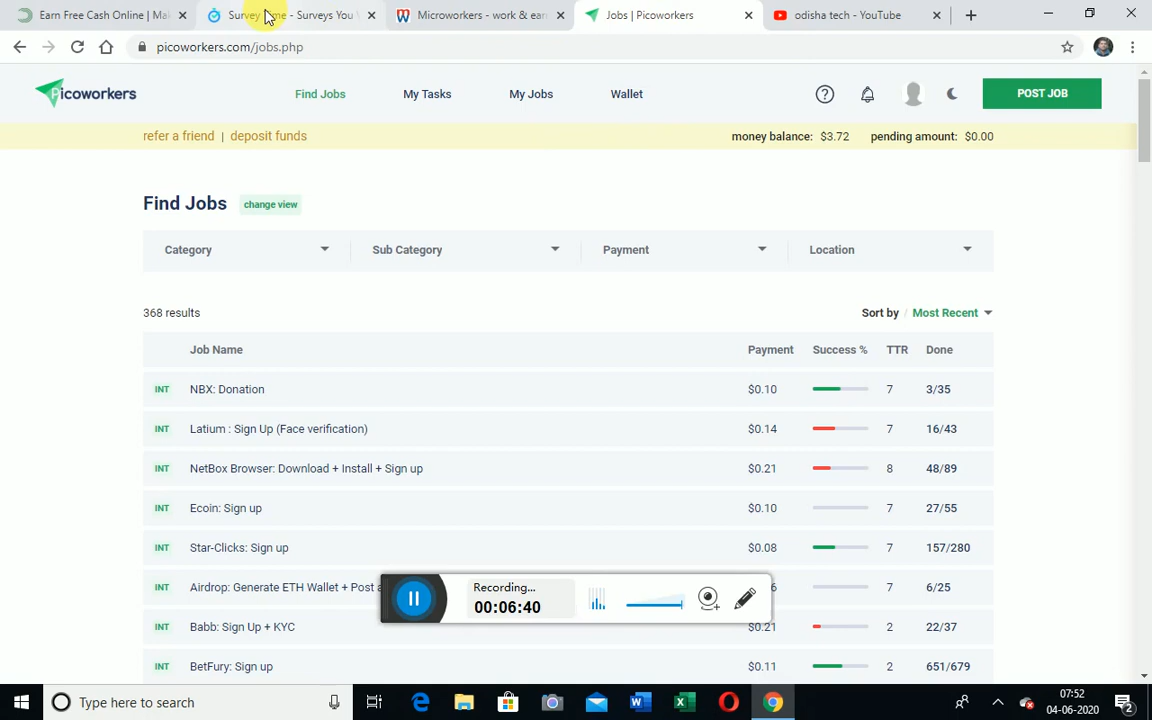 Earn Free Cash Online | Ma
Survey Time - Surveys You
Microworkers - work & ear
Jobs | Picoworkers
odisha tech - YouTube
picoworkers.com/jobs.php
Picoworkers
Find Jobs
My Tasks
My Jobs
Wallet
POST JOB
refer a friend | deposit funds
money balance: $3.72
pending amount: $0.00
Find Jobs
change view
Category
Sub Category
Payment
Location
368 results
Sort by / Most Recent
Job Name Payment Success % TTR Done
INT NBX: Donation $0.10 7 3/35
INT Latium : Sign Up (Face verification) $0.14 7 16/43
INT NetBox Browser: Download + Install + Sign up $0.21 8 48/89
INT Ecoin: Sign up $0.10 7 27/55
INT Star-Clicks: Sign up $0.08 7 157/280
INT Airdrop: Generate ETH Wallet + Post a 6 7 6/25
Recording...
00:06:40
INT Babb: Sign Up + KYC $0.21 2 22/37
INT BetFury: Sign up $0.11 2 651/679
Type here to search
07:52
04-06-2020
2